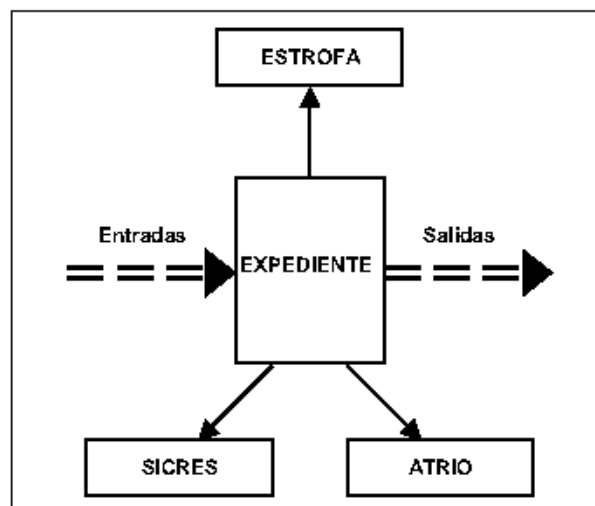 ESTROFA
Entradas
Salidas
EXPEDIENTE
SICRES
ATRIO